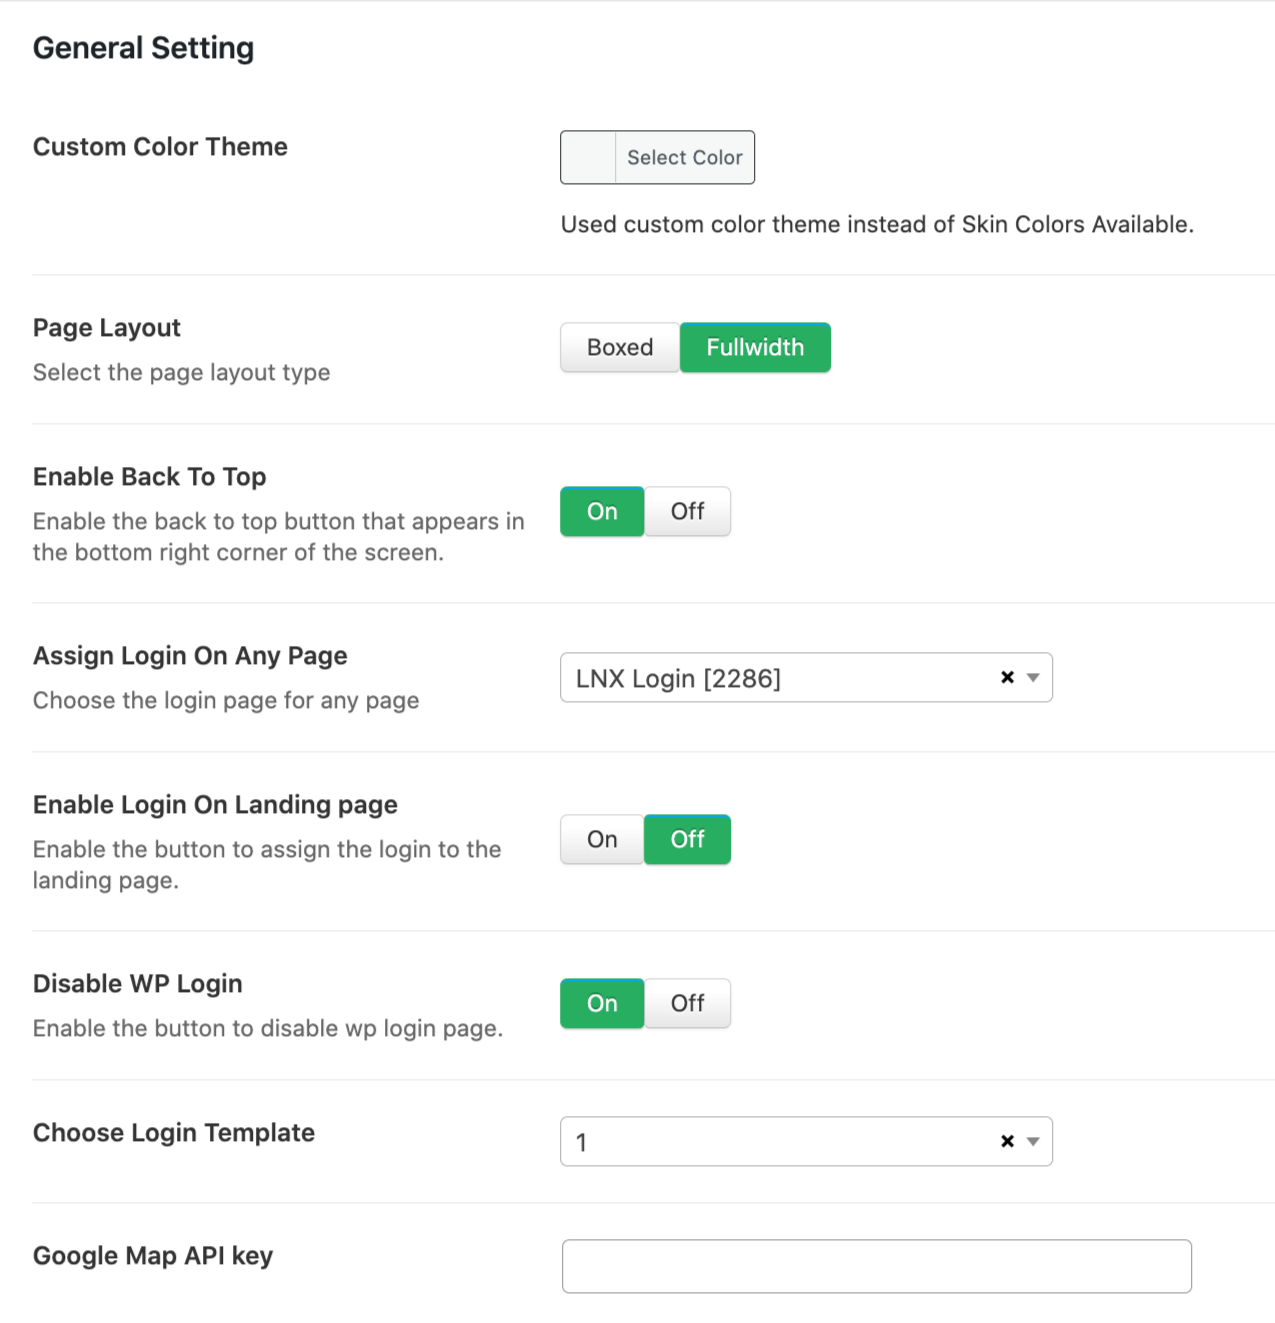 General Setting
Custom Color Theme
Select Color
Used custom color theme instead of Skin Colors Available.
Page Layout
Select the page layout type
Boxed
Fullwidth
Enable Back To Top
Enable the back to top button that appears in
the bottom right corner of the screen.
On
Off
Assign Login On Any Page
Choose the login page for any page
LNX Login [2286]
Enable Login On Landing page
Enable the button to assign the login to the
landing page.
On
Off
Disable WP Login
Enable the button to disable wp login page.
On
Off
Choose Login Template
1
Google Map API key